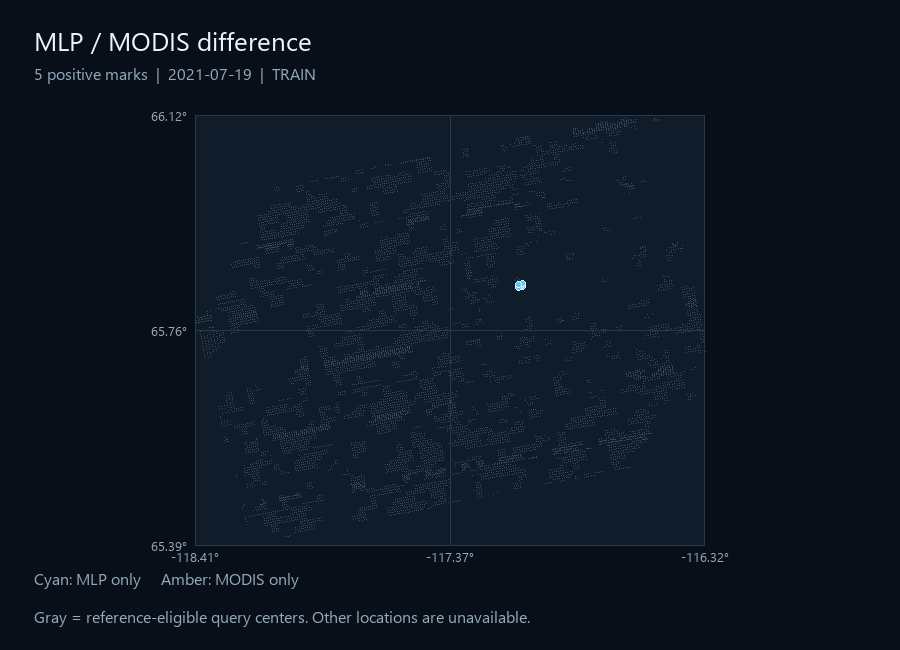 MLP / MODIS difference
5 positive marks | 2021-07-19 | TRAIN
66.12°
65.76°
65.39°
-118.41° -117.37° -116.32°
Cyan: MLP only Amber: MODIS only
Gray = reference-eligible query centers. Other locations are unavailable.